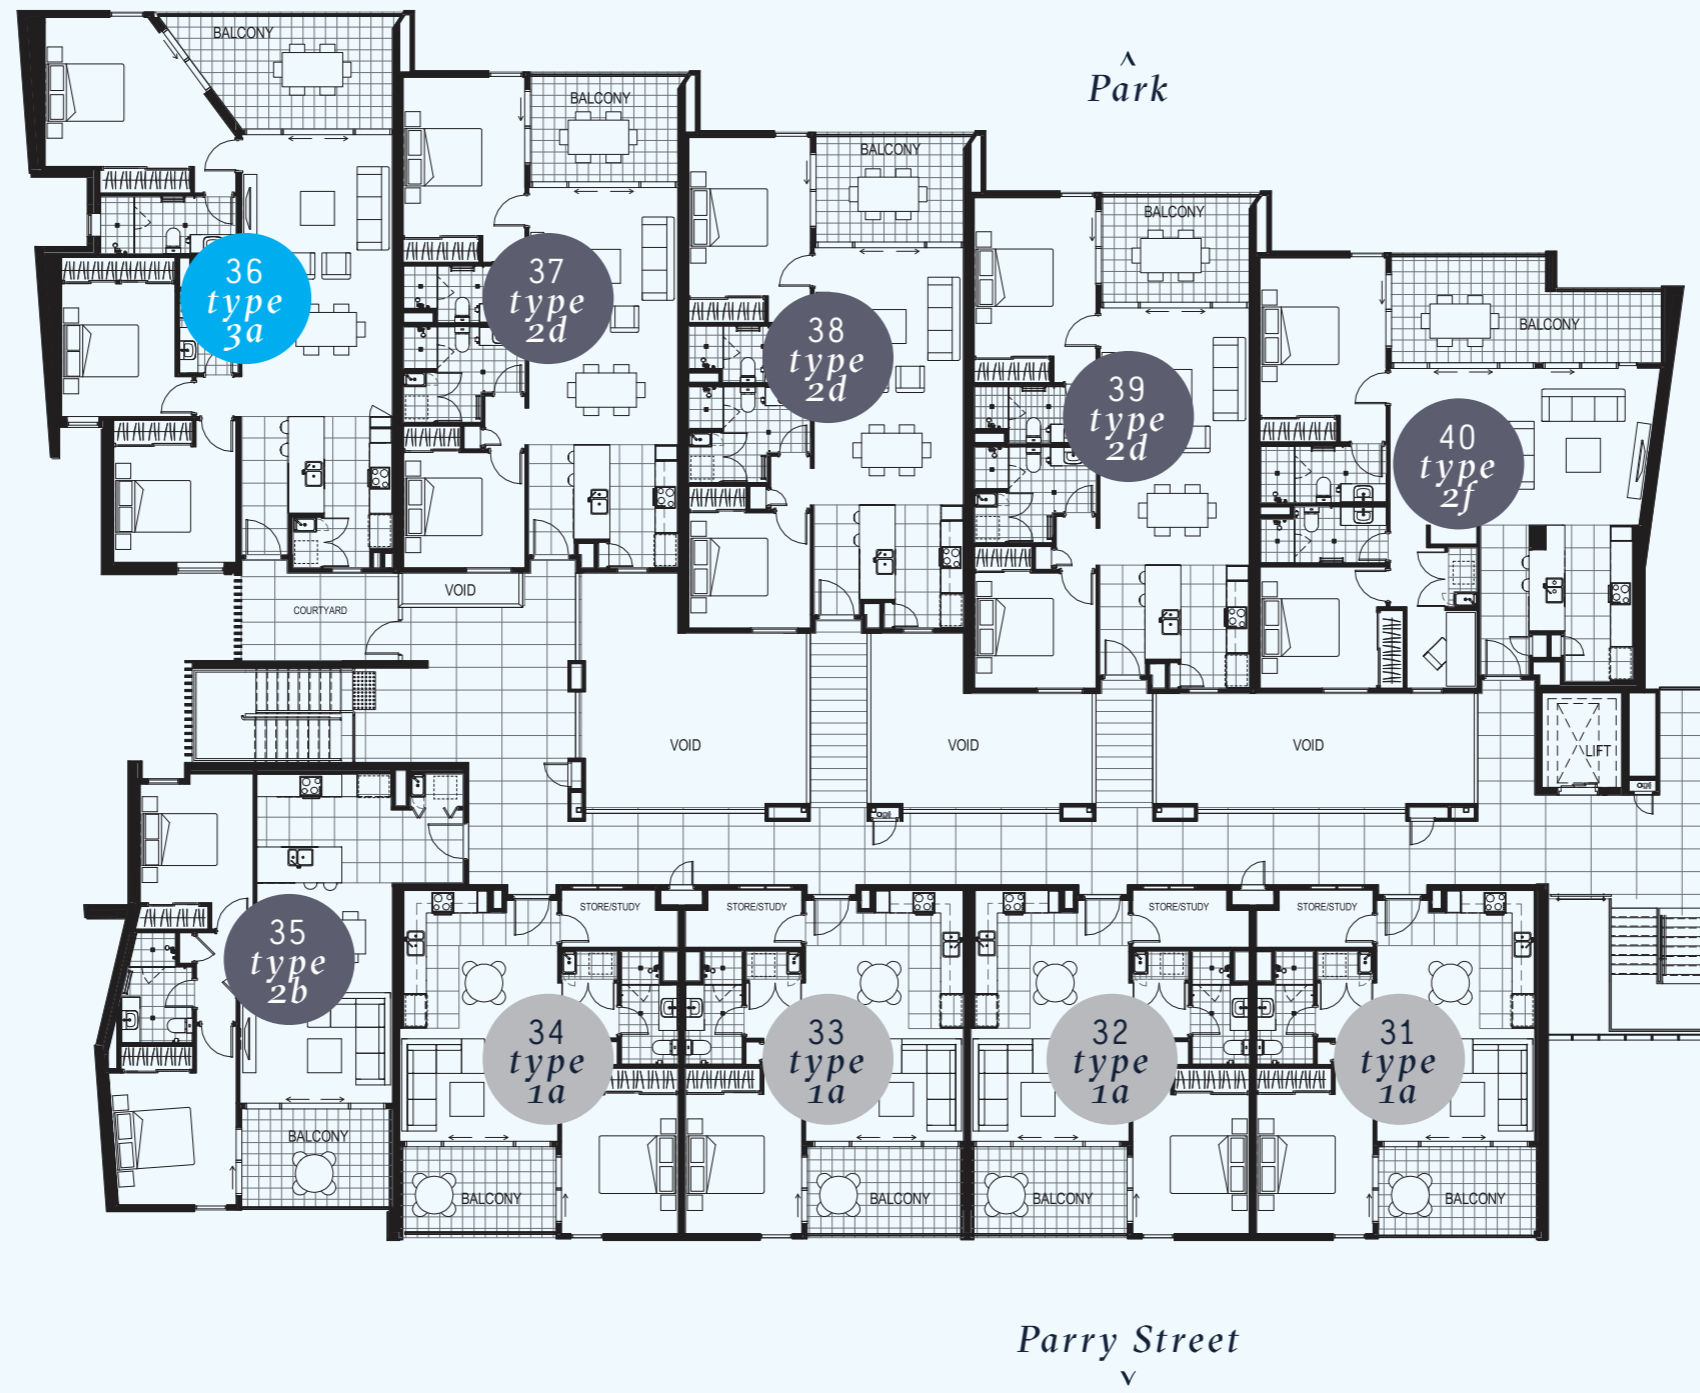 BALCONY
Park
BALCONY
BALCONY
BALCONY
BALCONY
36
type
3a
37
type
2d
38
type
2d
39
type
2d
40
type
2f
VOID
COURTYARD
VOID
VOID
VOID
LIFT
35
type
2b
STORE/STUDY
STORE/STUDY
STORE/STUDY
STORE/STUDY
34
type
1a
33
type
1a
32
type
1a
31
type
1a
BALCONY
BALCONY
BALCONY
BALCONY
BALCONY
Parry Street